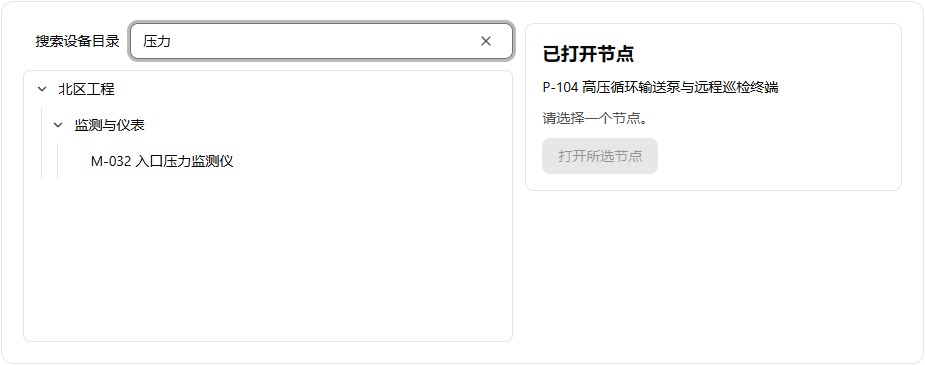 搜索设备目录 压力
北区工程
监测与仪表
M-032 入口压力监测仪
已打开节点
P-104 高压循环输送泵与远程巡检终端
请选择一个节点。
打开所选节点